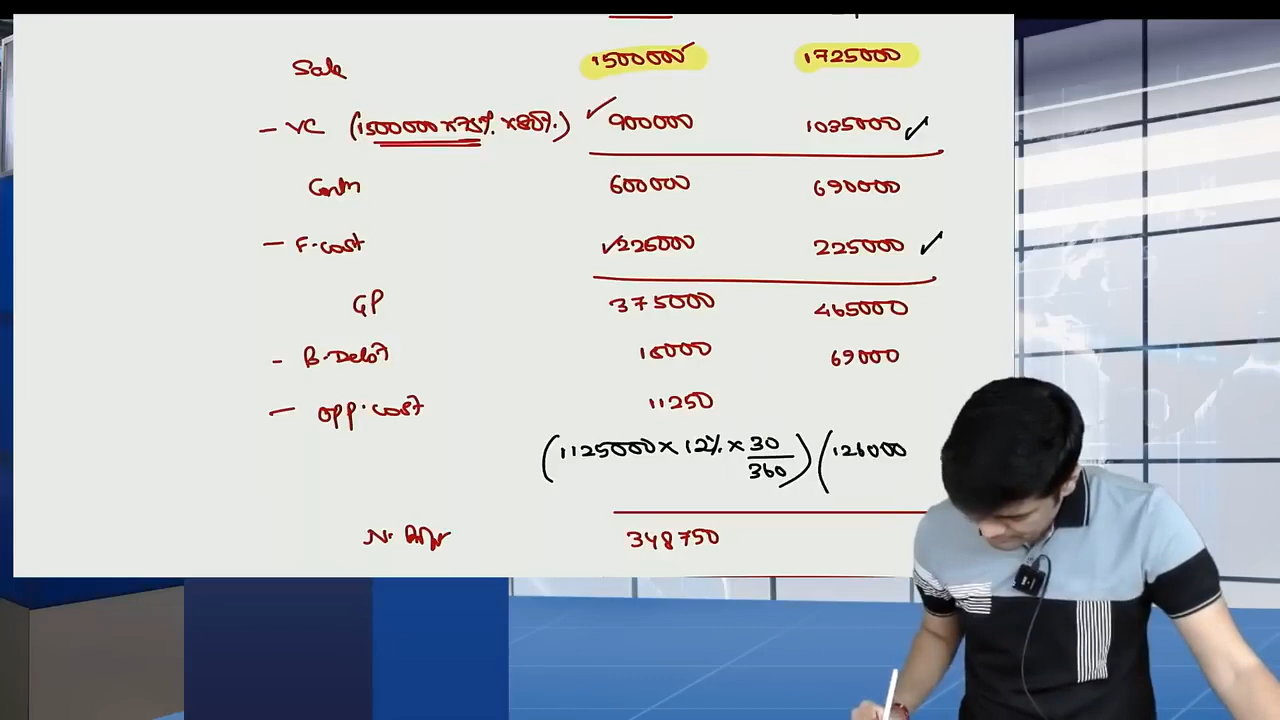 Sale 1500000 1725000
- VC (1500000 x 75% x 80%) 900000 1035000
Contn 600000 690000
- F.cost 225000 225000
GP 375000 465000
- B.Debt 15000 69000
- opp.cost 11250
(1125000 x 12% x 30/360) (126000
348750